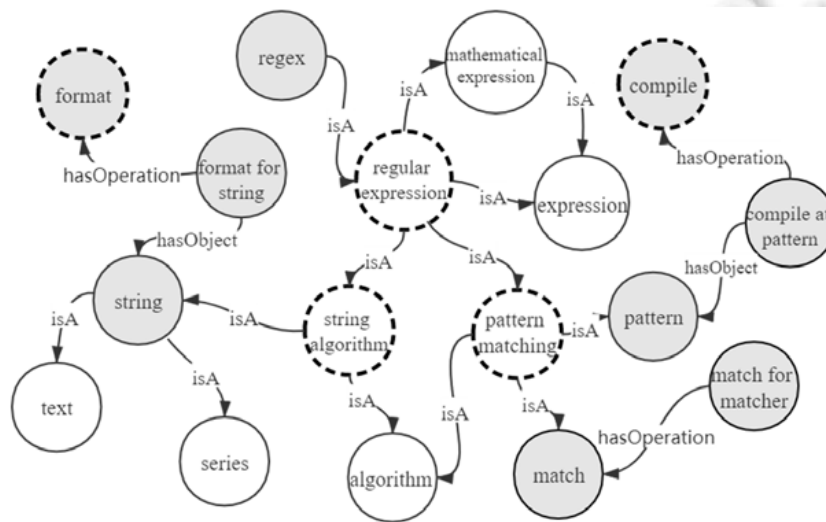 regex
mathematical
expression
format
compile
isA
isA
isA
hasOperation
format for
string
hasOperation
regular
expression
isA
expression
compile at
pattern
hasObject
isA
isA
hasObject
string
isA
string
algorithm
pattern
matching
isA
pattern
isA
isA
isA
isA
isA
match for
matcher
text
series
algorithm
hasOperation
match